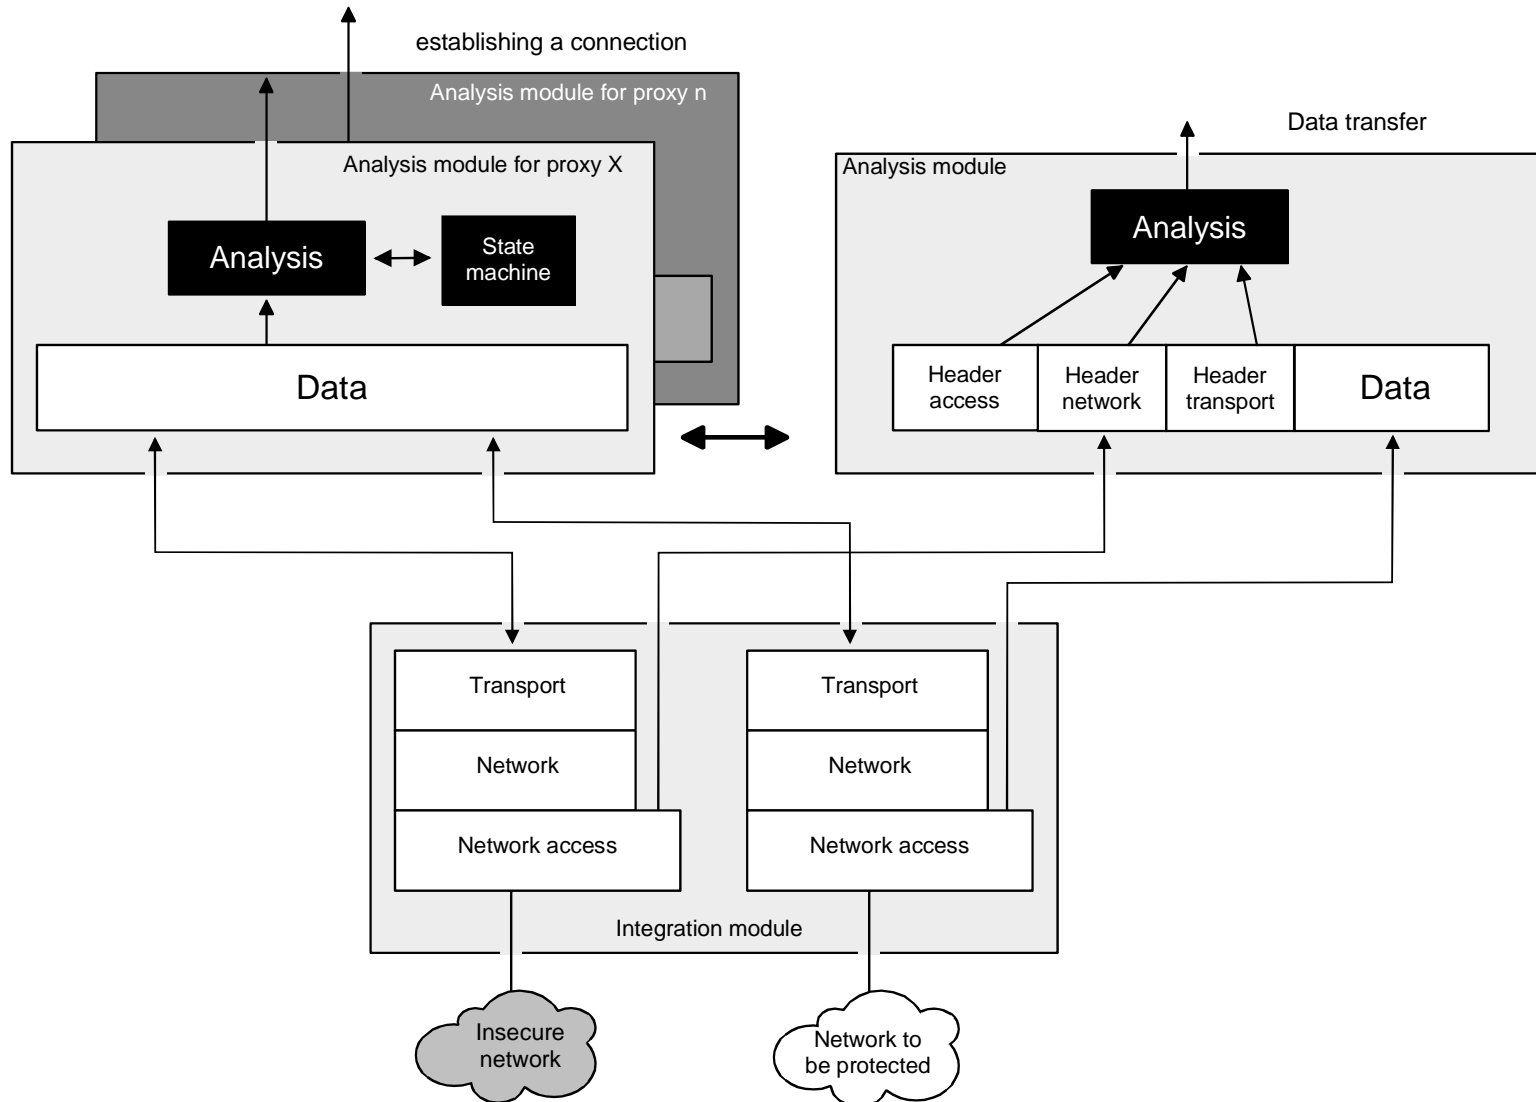 establishing a connection
Analysis module for proxy n
Analysis module for proxy X
Analysis
State
machine
Data
Data transfer
Analysis module
Analysis
Header
access
Header
network
Header
transport
Data
Transport
Network
Network access
Transport
Network
Network access
Integration module
Insecure
network
Network to
be protected